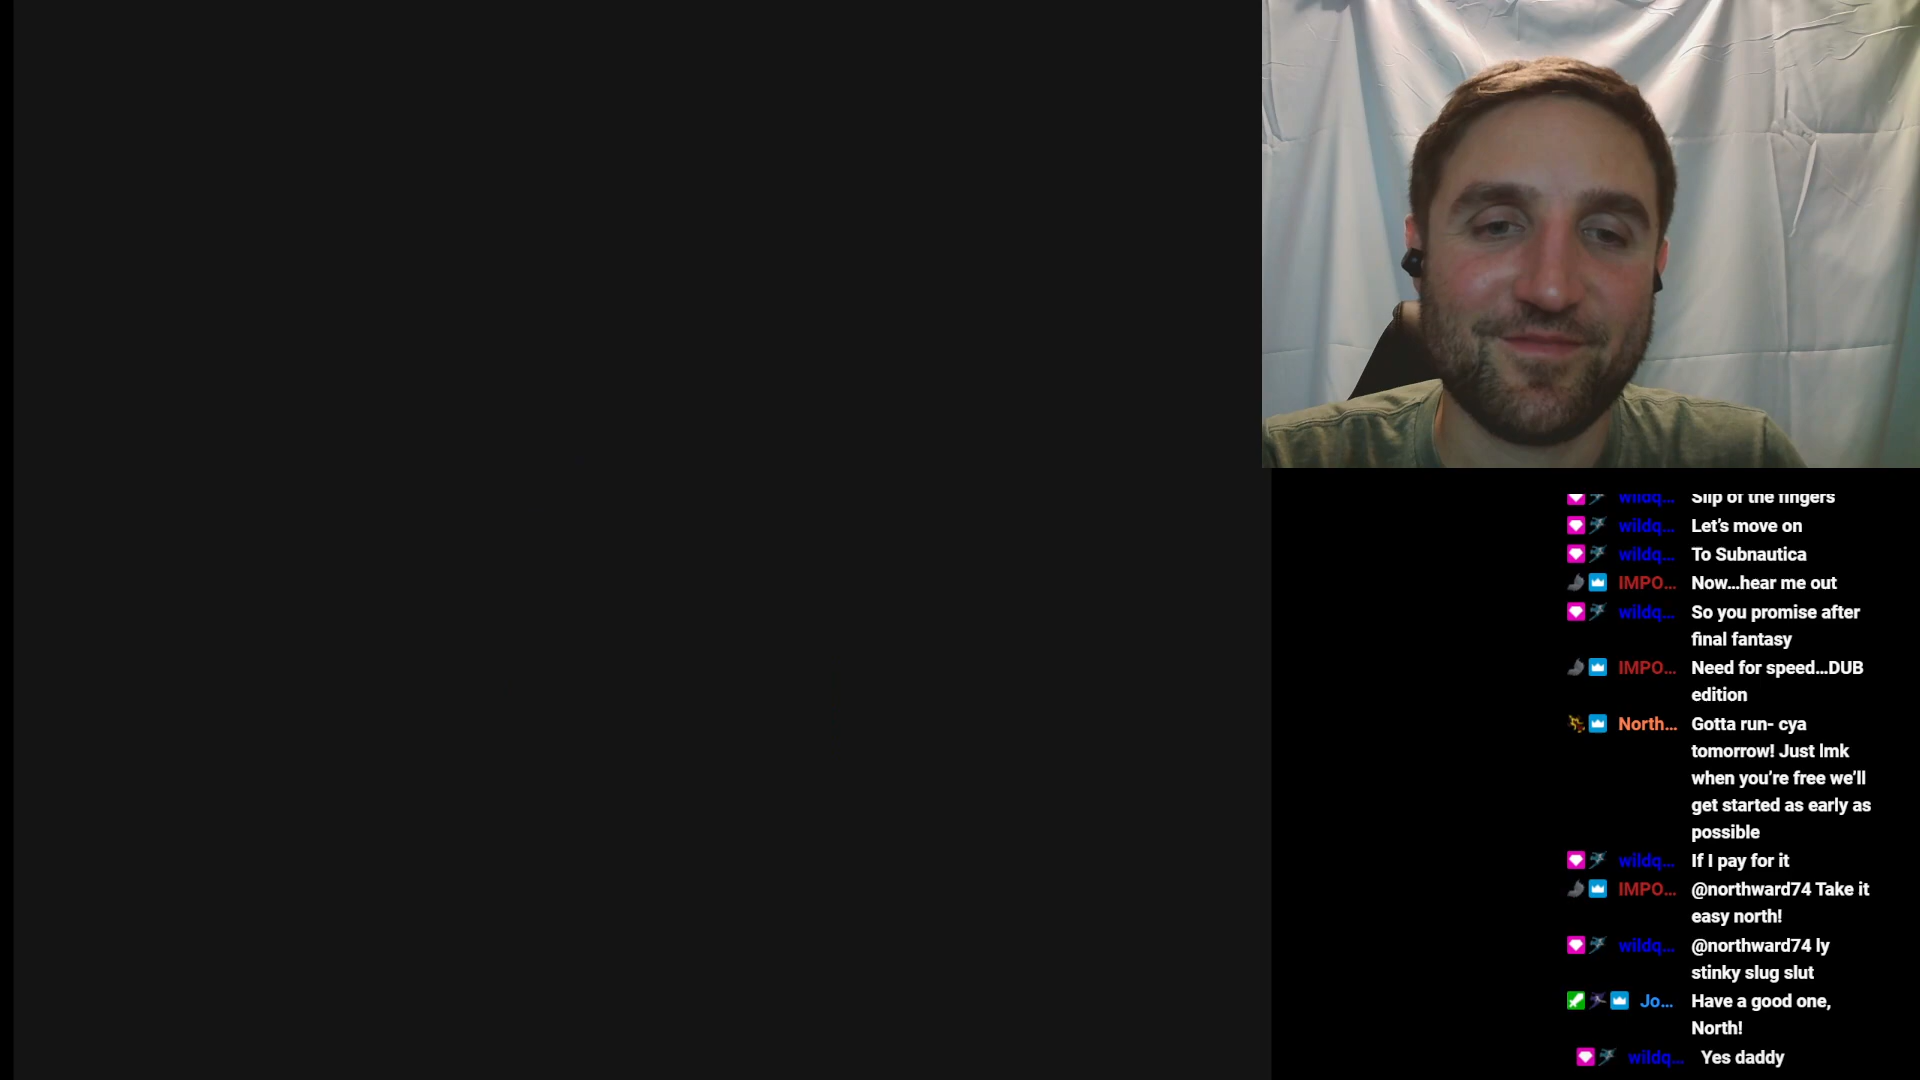 wildq... Slip of the fingers
wildq... Let's move on
wildq... To Subnautica
IMPO... Now...hear me out
wildq... So you promise after
final fantasy
IMPO... Need for speed...DUB
edition
North... Gotta run- cya
tomorrow! Just lmk
when you're free we'll
get started as early as
possible
wildq... If I pay for it
IMPO... @northward74 Take it
easy north!
wildq... @northward74 ly
stinky slug slut
Jo... Have a good one,
North!
wildq... Yes daddy